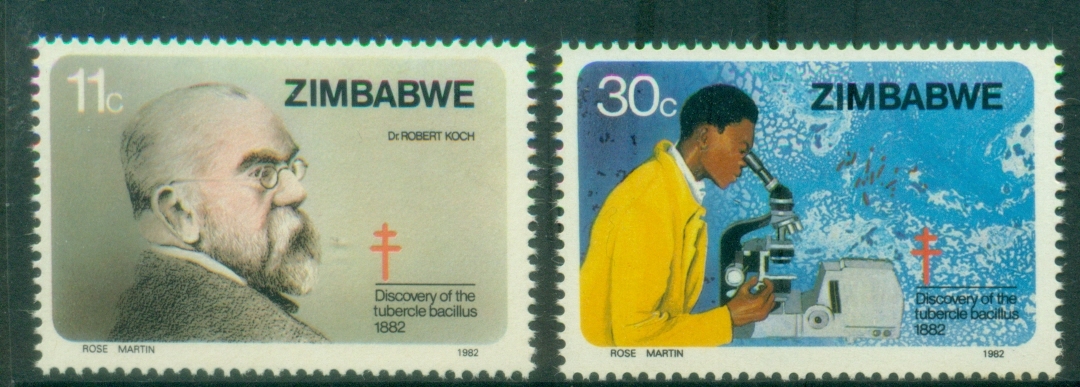 11c
ZIMBABWE
Dr ROBERT KOCH
Discovery of the
tubercle bacillus
1882
ROSE MARTIN
1982
30c
ZIMBABWE
Discovery of the
tubercle bacillus
1882
ROSE MARTIN
1982